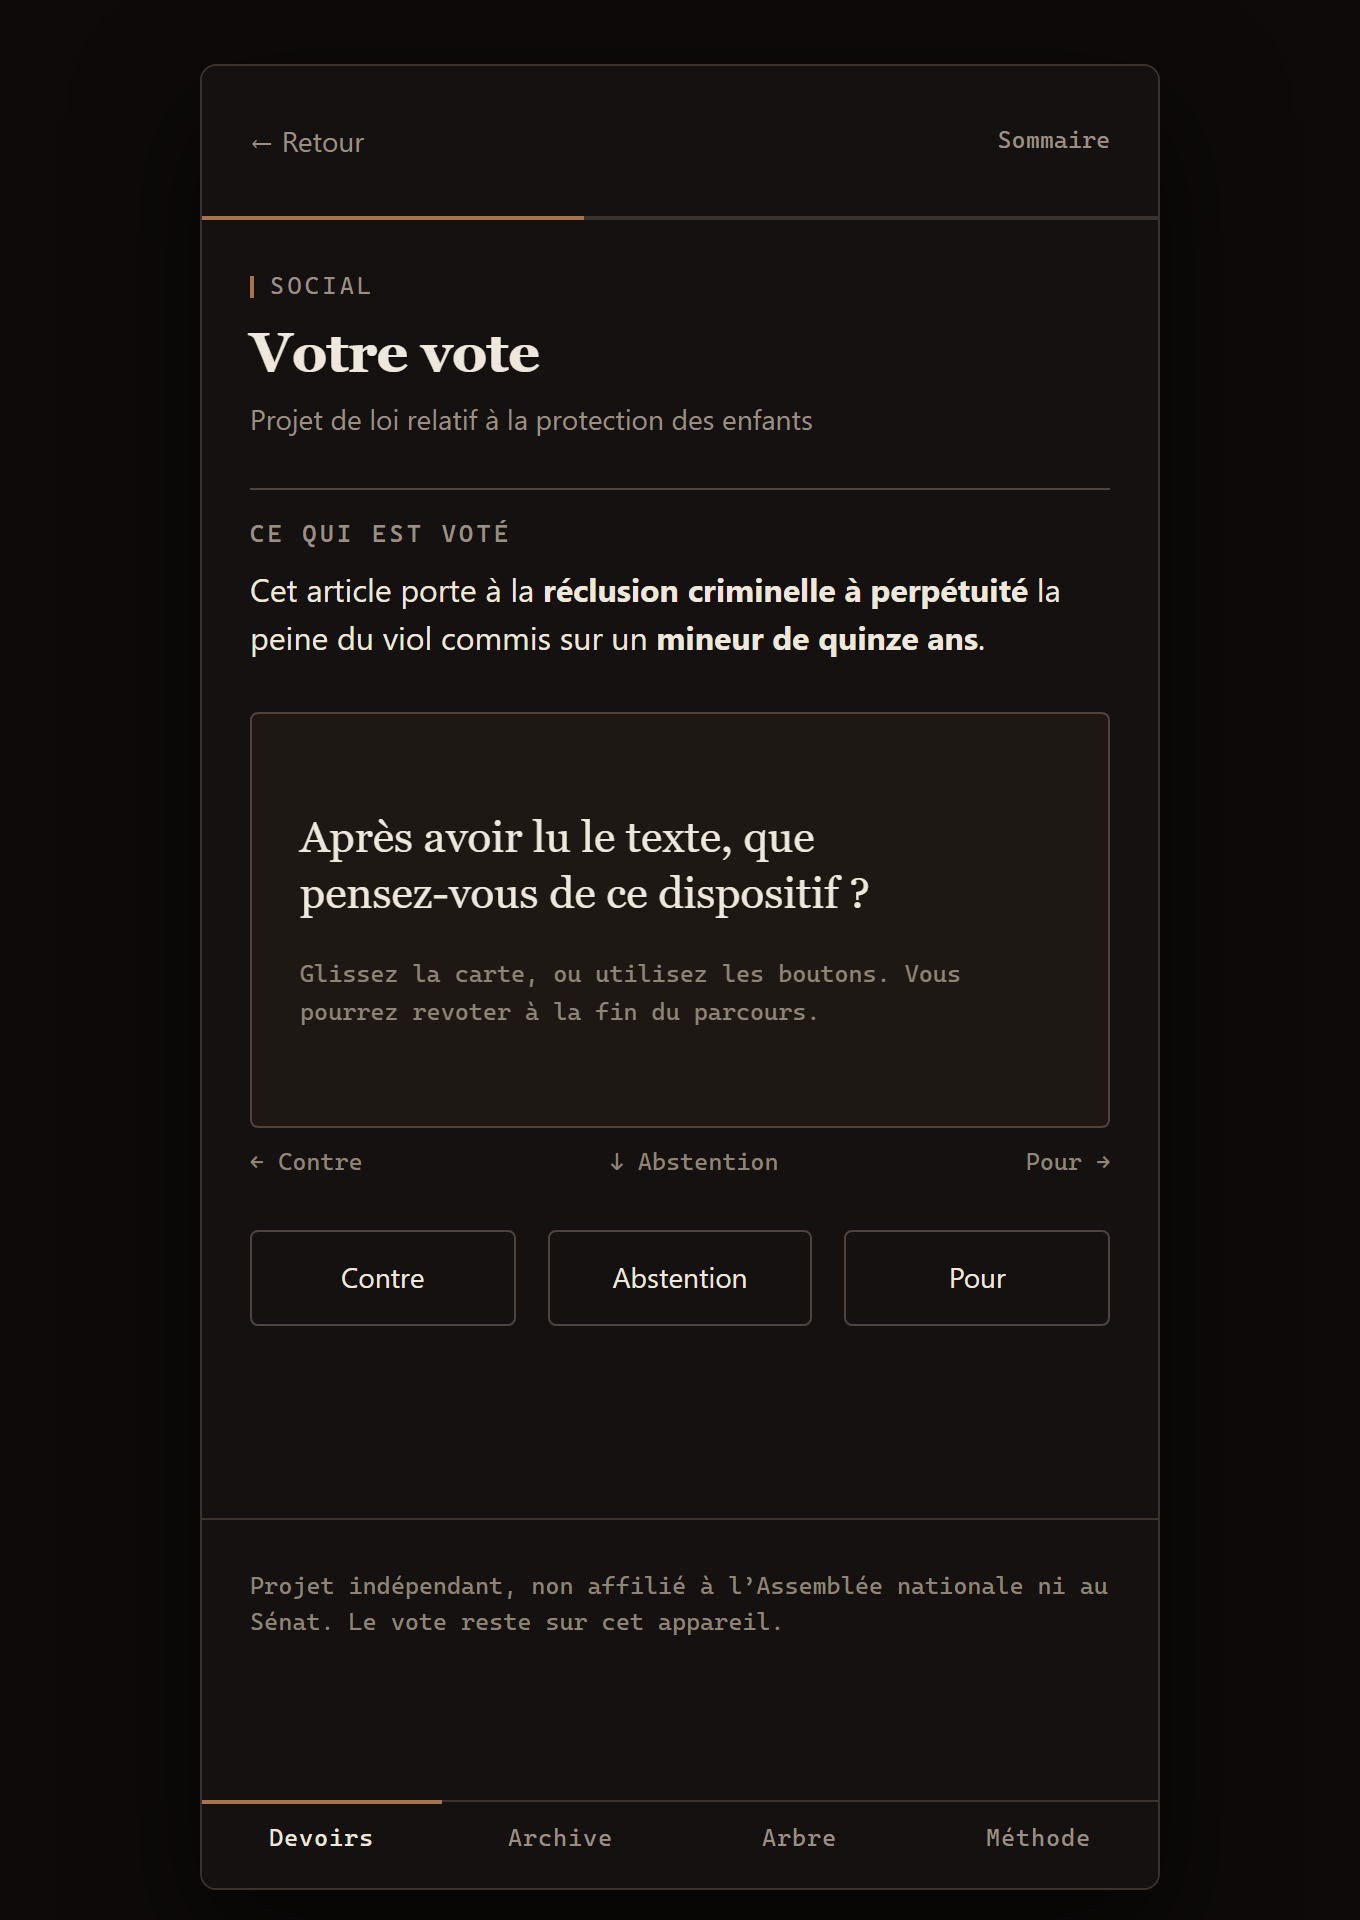 ← Retour
Sommaire
SOCIAL
Votre vote
Projet de loi relatif à la protection des enfants
CE QUI EST VOTÉ
Cet article porte à la réclusion criminelle à perpétuité la
peine du viol commis sur un mineur de quinze ans.
Après avoir lu le texte, que
pensez-vous de ce dispositif ?
Glissez la carte, ou utilisez les boutons. Vous
pourrez revoter à la fin du parcours.
← Contre
↓ Abstention
Pour →
Contre
Abstention
Pour
Projet indépendant, non affilié à l’Assemblée nationale ni au
Sénat. Le vote reste sur cet appareil.
Devoirs
Archive
Arbre
Méthode